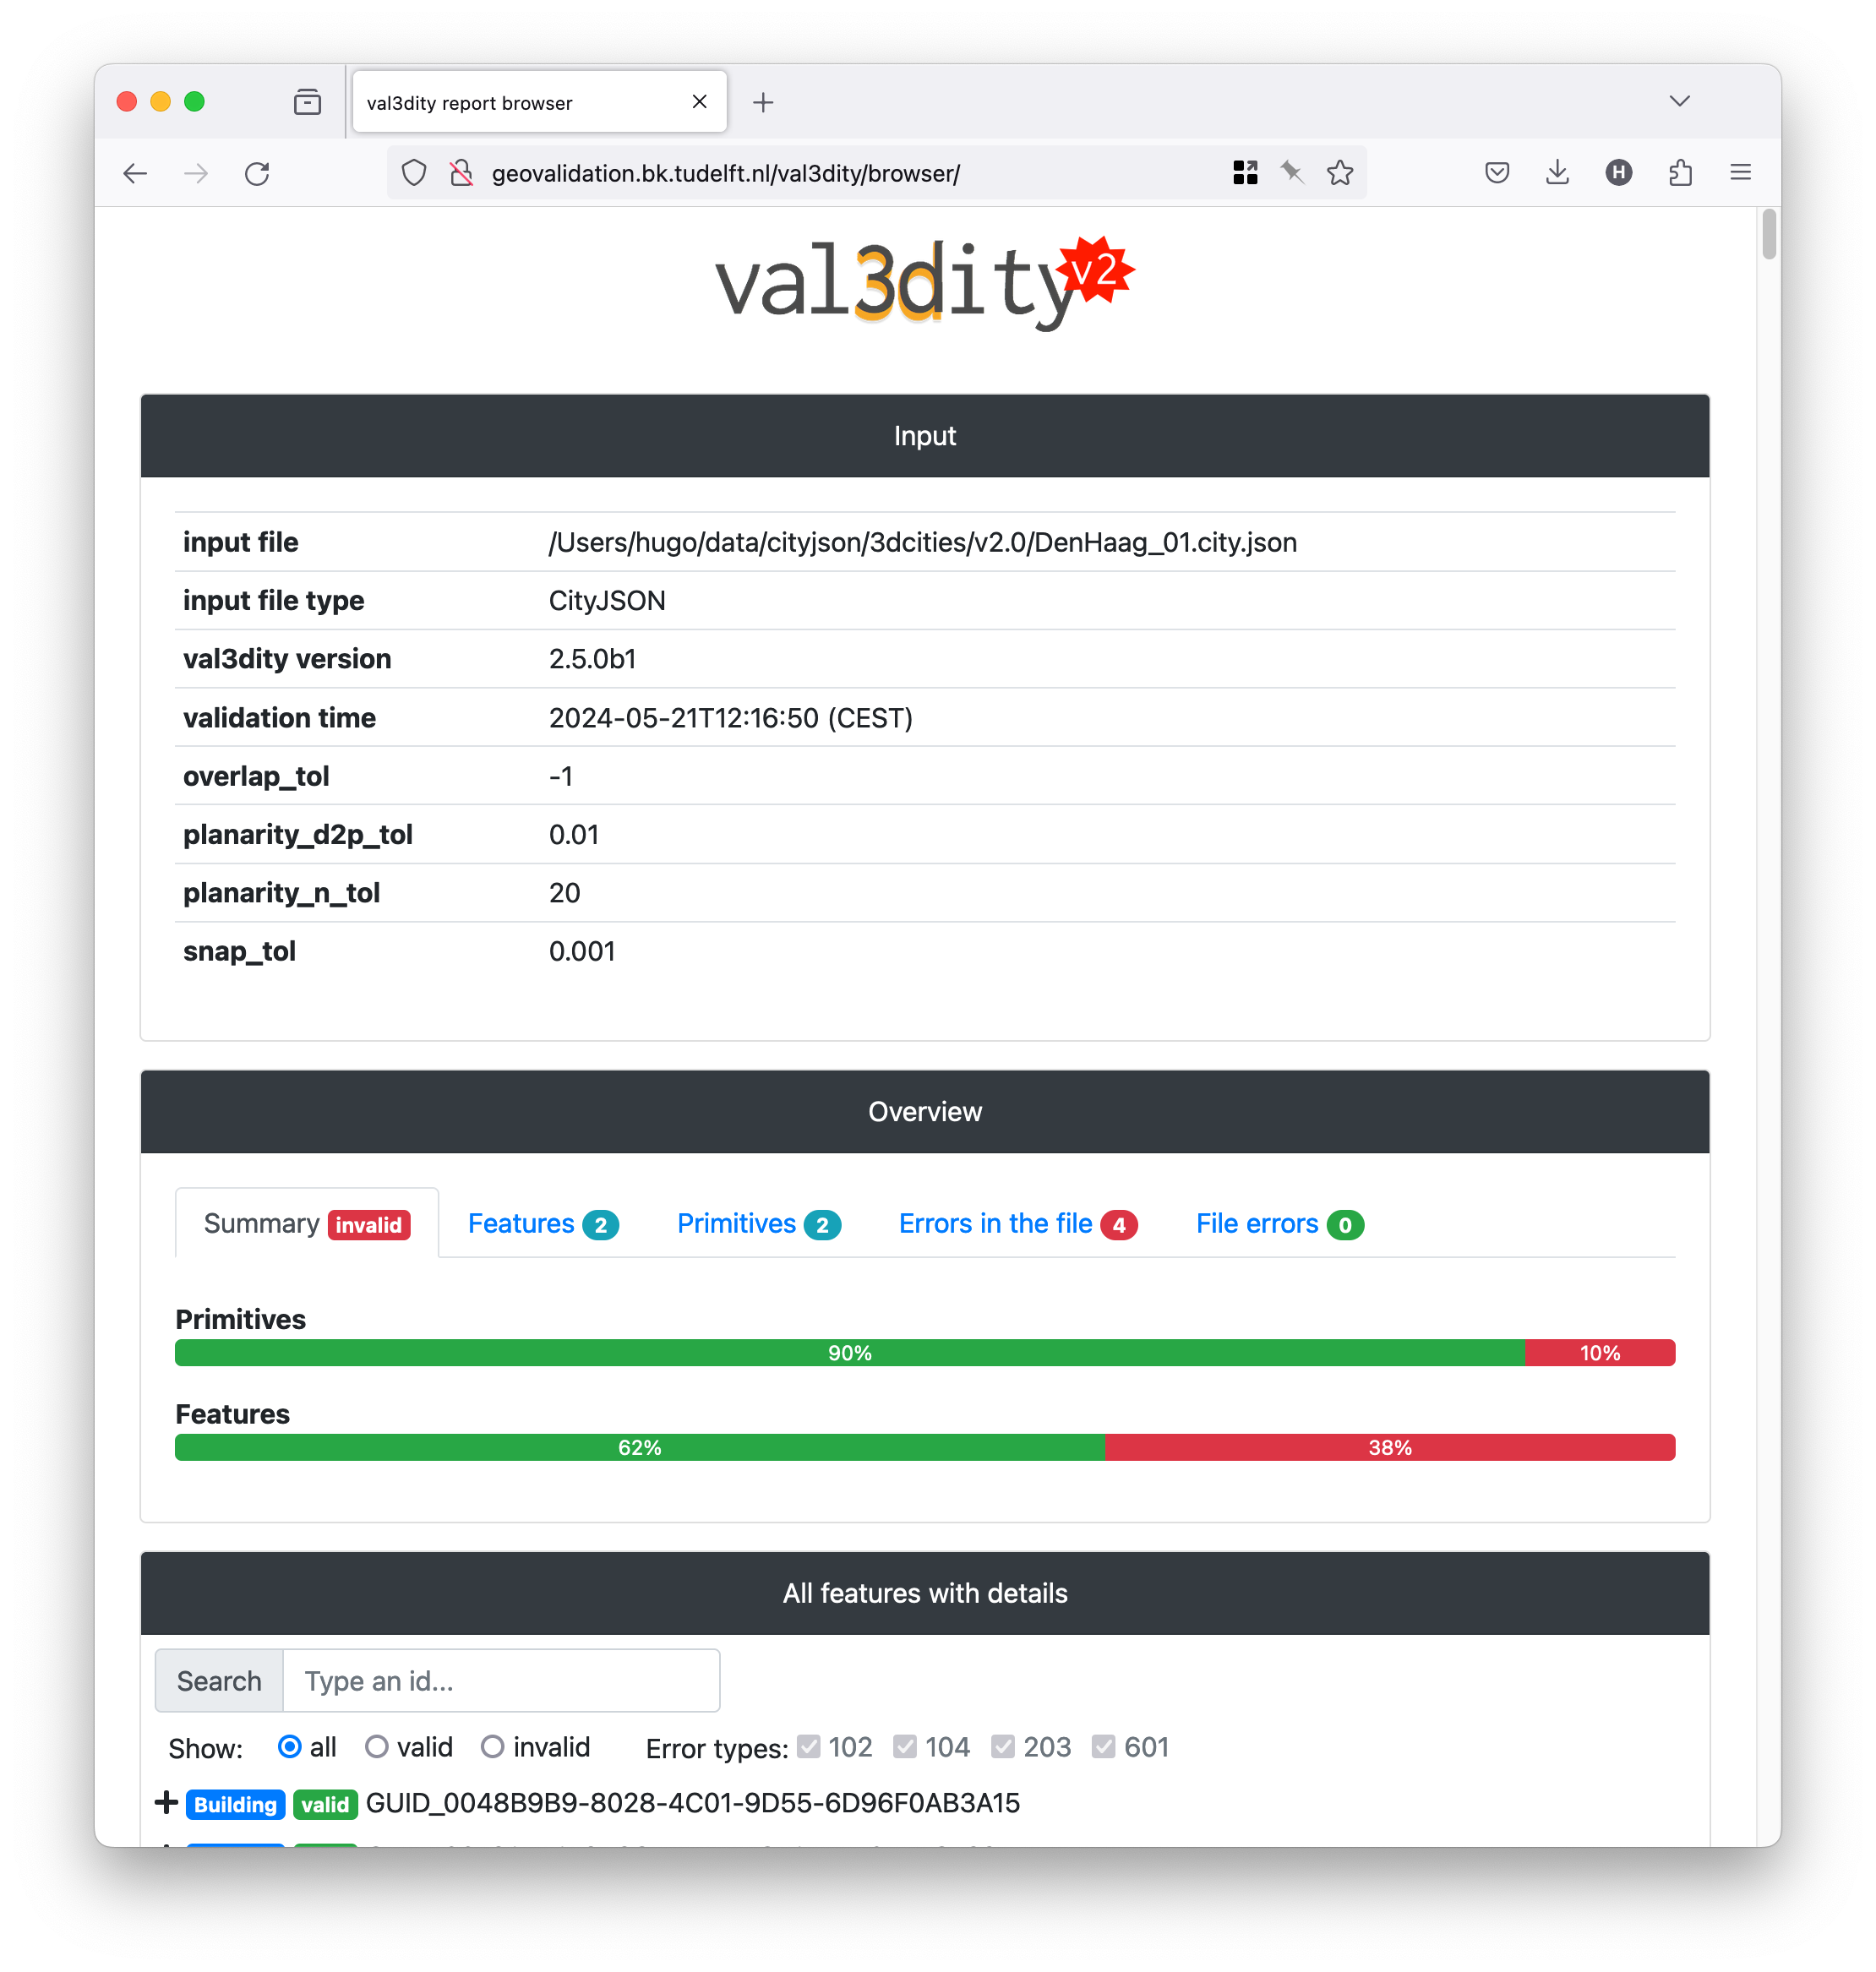 val3dity report browser
geovalidation.bk.tudelft.nl/val3dity/browser/
H
val3dity v2
Input
input file /Users/hugo/data/cityjson/3dcities/v2.0/DenHaag_01.city.json
input file type CityJSON
val3dity version 2.5.0b1
validation time 2024-05-21T12:16:50 (CEST)
overlap_tol -1
planarity_d2p_tol 0.01
planarity_n_tol 20
snap_tol 0.001
Overview
Summary invalid Features 2 Primitives 2 Errors in the file 4 File errors 0
Primitives
90% 10%
Features
62% 38%
All features with details
Search Type an id...
Show: all valid invalid Error types: 102 104 203 601
Building valid GUID_0048B9B9-8028-4C01-9D55-6D96F0AB3A15